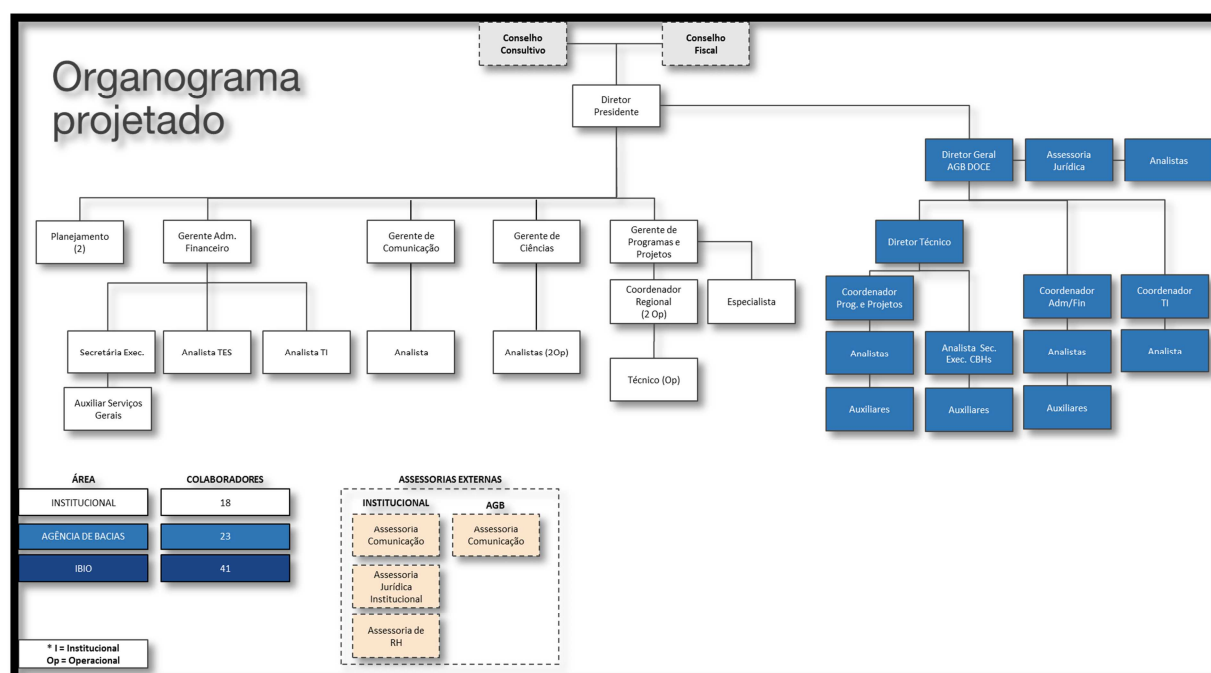 Organograma
projetado
Conselho
Consultivo
Conselho
Fiscal
Diretor
Presidente
Diretor Geral
AGB DOCE
Assessoria
Jurídica
Analistas
Planejamento
(2)
Gerente Adm.
Financeiro
Gerente de
Comunicação
Gerente de
Ciências
Gerente de
Programas e
Projetos
Diretor Técnico
Secretária Exec.
Analista TES
Analista TI
Analista
Analistas (2Op)
Coordenador
Regional
(2 Op)
Especialista
Coordenador
Prog. e Projetos
Coordenador
Adm/Fin
Coordenador
TI
Auxiliar Serviços
Gerais
Técnico (Op)
Analistas
Analista Sec.
Exec. CBHs
Analistas
Analista
Auxiliares
Auxiliares
Auxiliares
ÁREA
COLABORADORES
INSTITUCIONAL
18
AGÊNCIA DE BACIAS
23
IBIO
41
ASSESSORIAS EXTERNAS
INSTITUCIONAL
AGB
Assessoria
Comunicação
Assessoria
Comunicação
Assessoria
Jurídica
Institucional
Assessoria de
RH
* I = Institucional
Op = Operacional